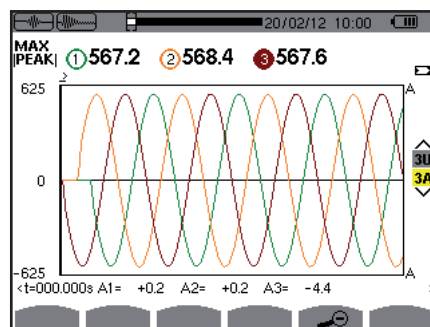 20/02/12 10:00
MAX
|PEAK| 1 567.2 2 568.4 3 567.6
625 A
3U
0 3A
-625 A
<t=000.000s A1= +0.2 A2= +0.2 A3= -4.4